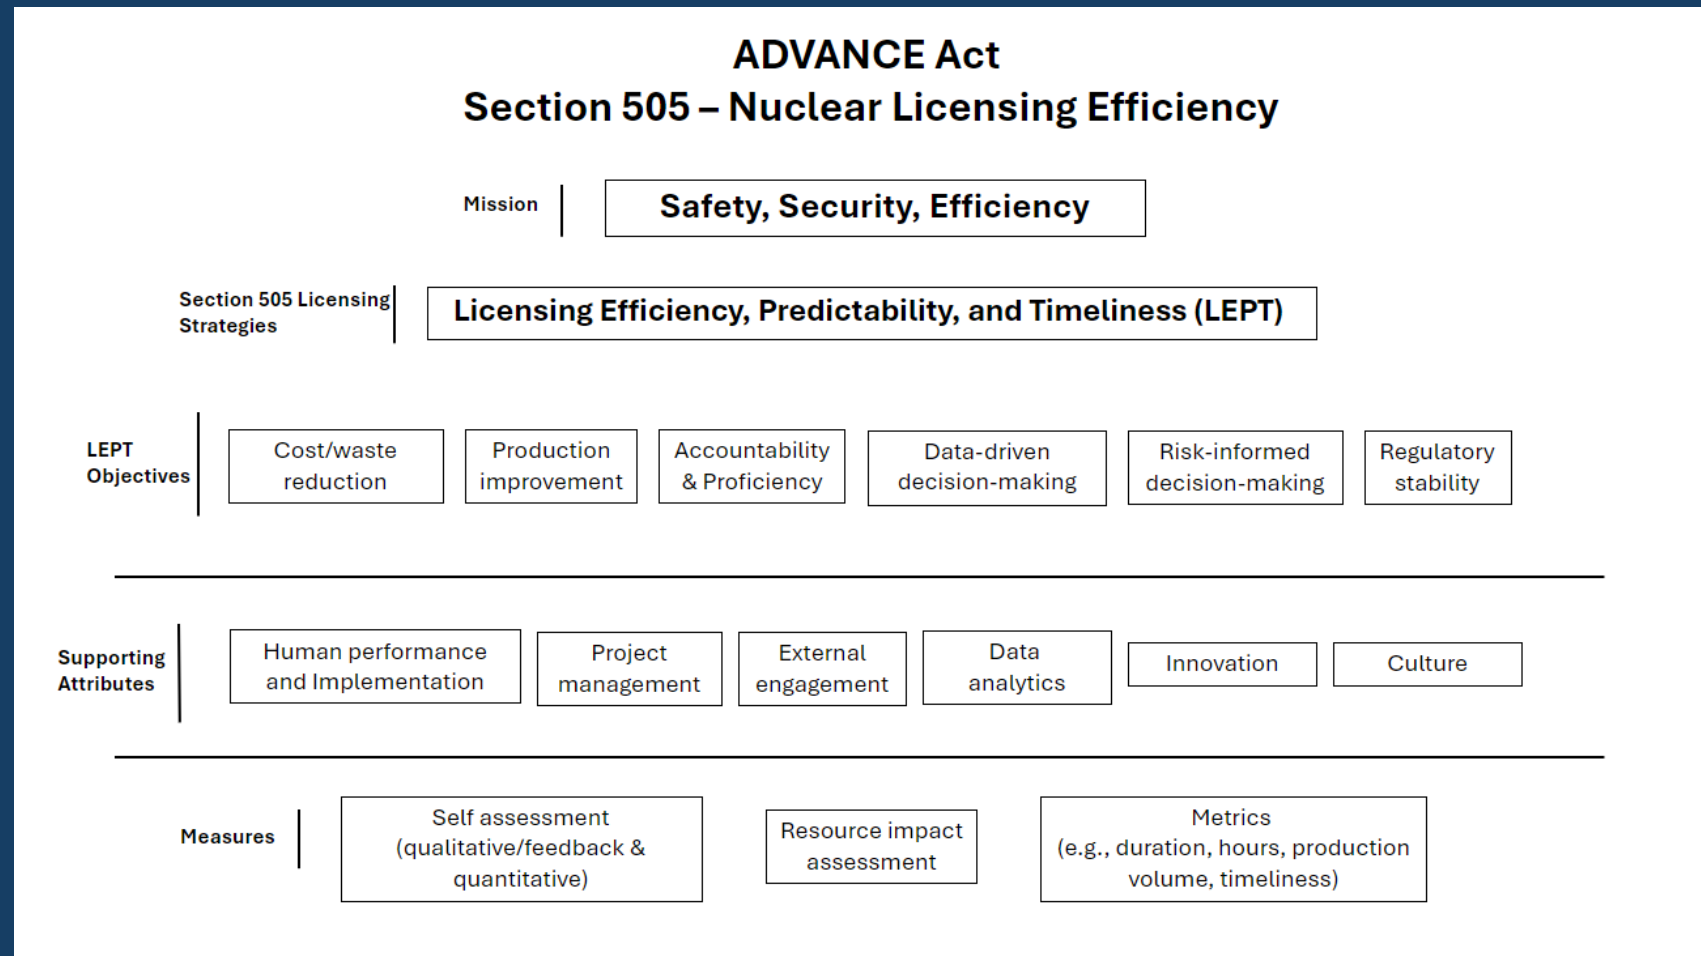 ADVANCE Act
Section 505 – Nuclear Licensing Efficiency
Mission
Safety, Security, Efficiency
Section 505 Licensing
Strategies
Licensing Efficiency, Predictability, and Timeliness (LEPT)
LEPT
Objectives
Cost/waste
reduction
Production
improvement
Accountability
& Proficiency
Data-driven
decision-making
Risk-informed
decision-making
Regulatory
stability
Supporting
Attributes
Human performance
and Implementation
Project
management
External
engagement
Data
analytics
Innovation
Culture
Measures
Self assessment
(qualitative/feedback &
quantitative)
Resource impact
assessment
Metrics
(e.g., duration, hours, production
volume, timeliness)